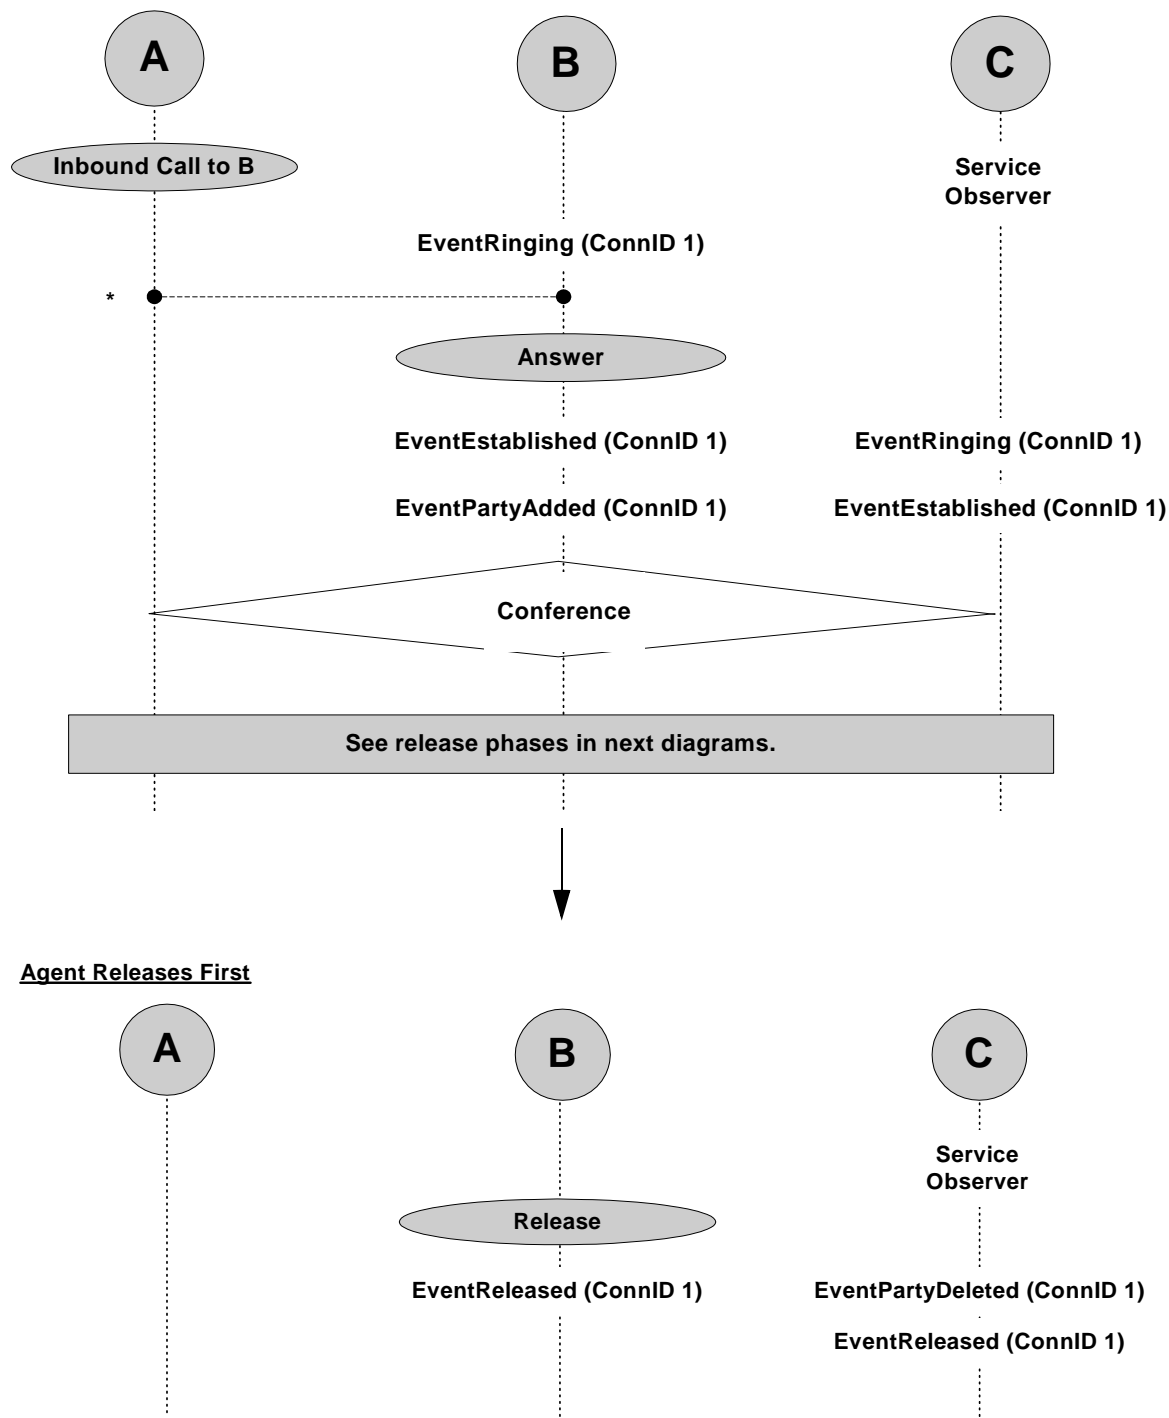 A
B
C
Inbound Call to B
Service
Observer
EventRinging (ConnID 1)
*
Answer
EventEstablished (ConnID 1)
EventRinging (ConnID 1)
EventPartyAdded (ConnID 1)
EventEstablished (ConnID 1)
Conference
See release phases in next diagrams.
Agent Releases First
A
B
C
Service
Observer
Release
EventReleased (ConnID 1)
EventPartyDeleted (ConnID 1)
EventReleased (ConnID 1)